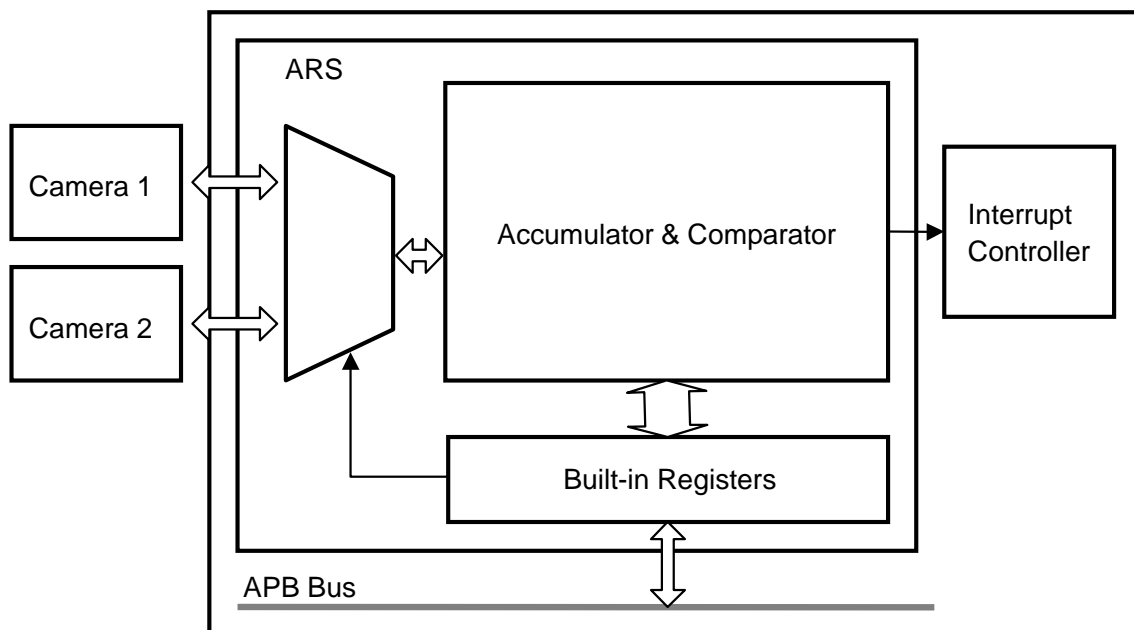 ARS
Camera 1
Camera 2
Accumulator & Comparator
Interrupt
Controller
Built-in Registers
APB Bus